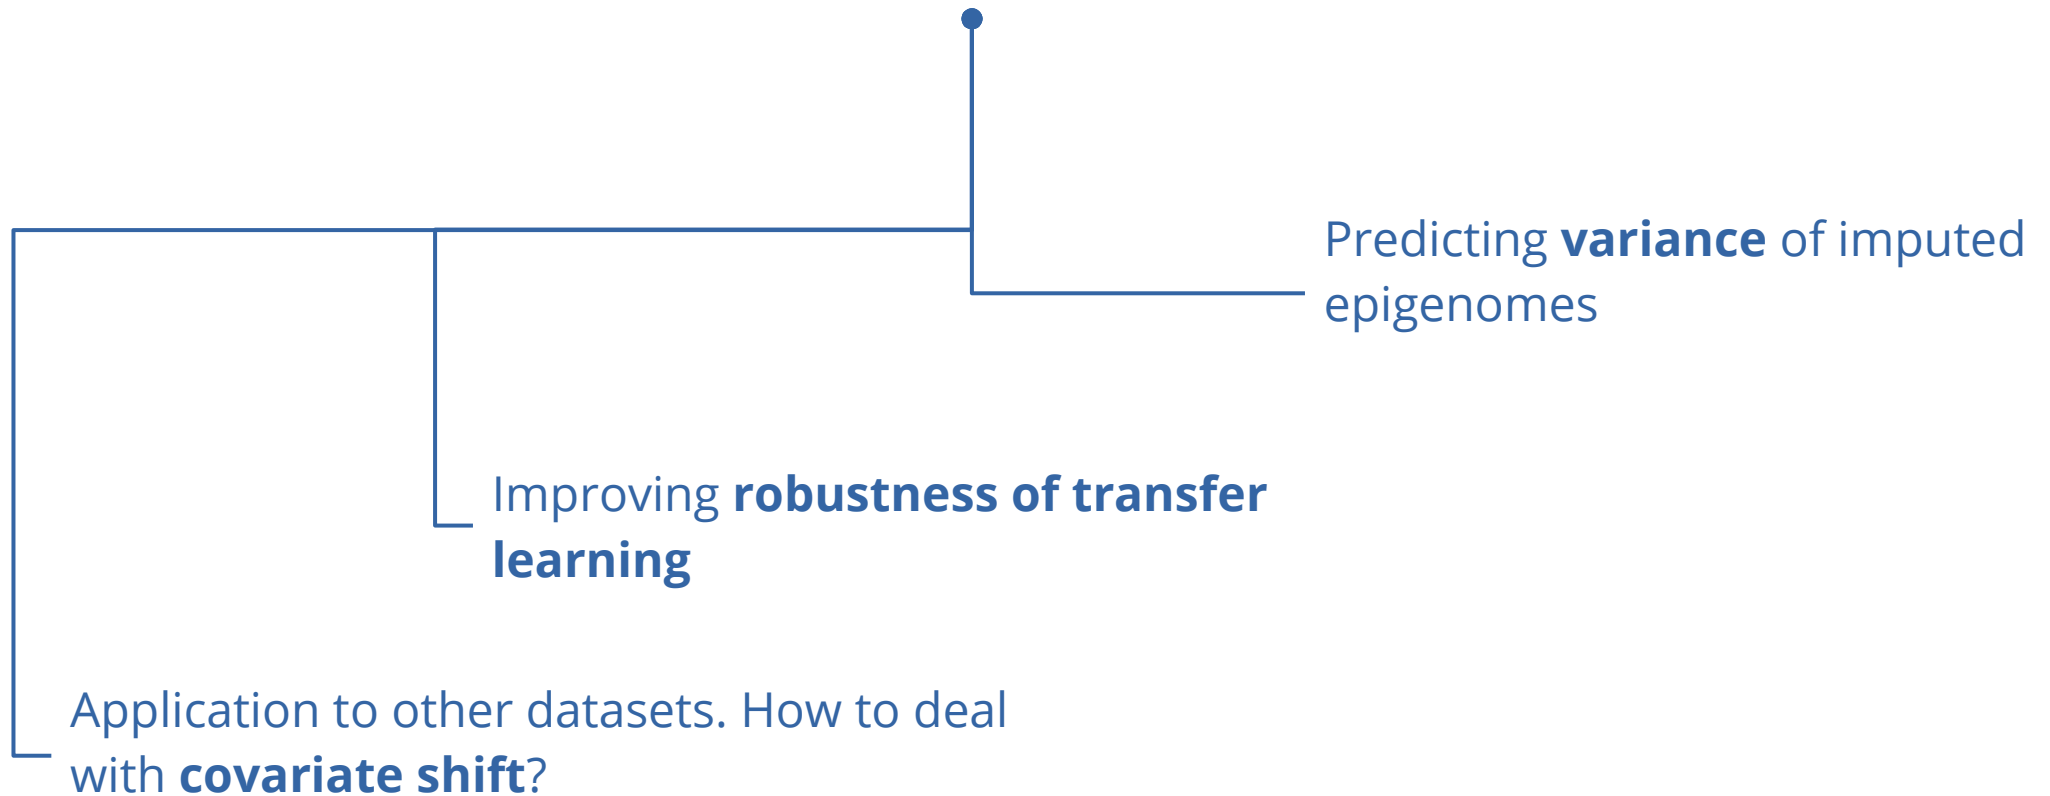 Predicting variance of imputed
epigenomes
Improving robustness of transfer
learning
Application to other datasets. How to deal
with covariate shift?